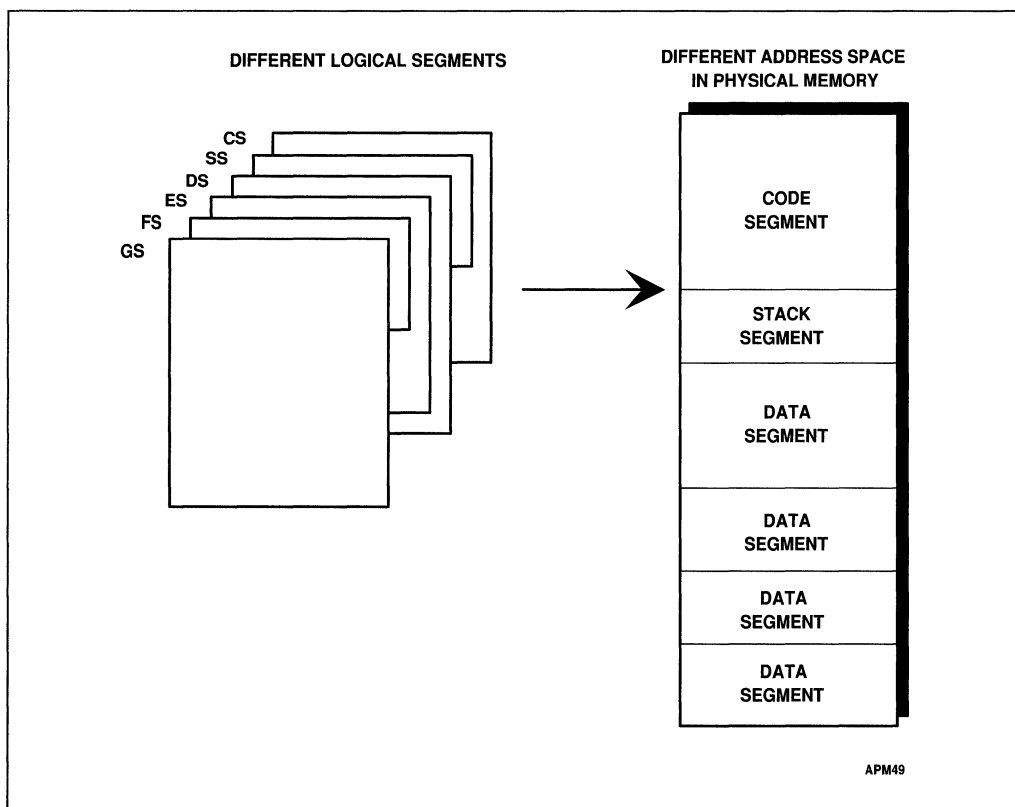 DIFFERENT LOGICAL SEGMENTS
CS
SS
DS
ES
FS
GS
DIFFERENT ADDRESS SPACE
IN PHYSICAL MEMORY
CODE
SEGMENT
STACK
SEGMENT
DATA
SEGMENT
DATA
SEGMENT
DATA
SEGMENT
DATA
SEGMENT
APM49